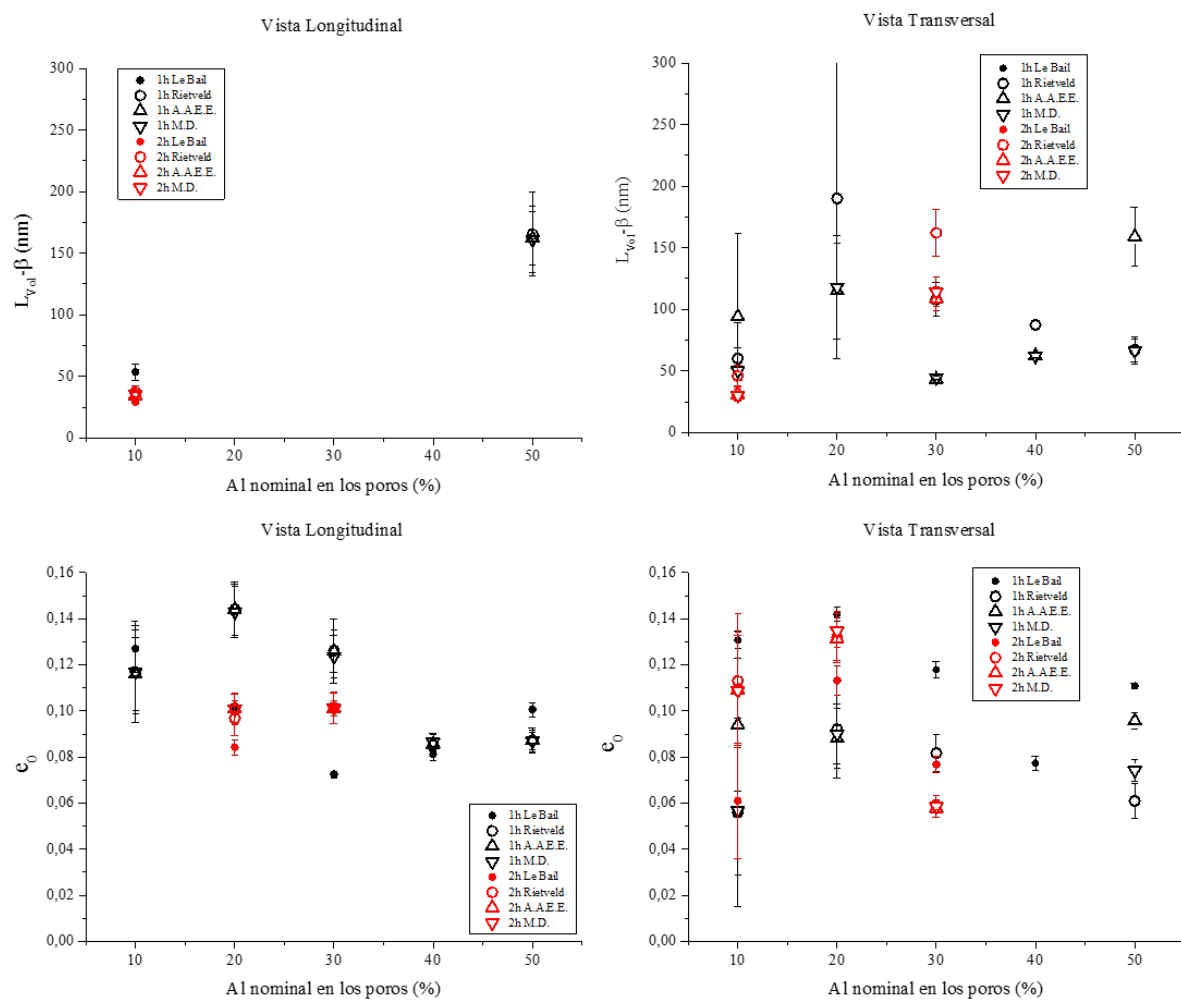 Vista Longitudinal
300
250
200
150
100
50
0
L_Vol-β (nm)
1h Le Bail
1h Rietveld
1h A.A.E.E.
1h M.D.
2h Le Bail
2h Rietveld
2h A.A.E.E.
2h M.D.
10 20 30 40 50
Al nominal en los poros (%)
Vista Transversal
300
250
200
150
100
50
0
L_Vol-β (nm)
1h Le Bail
1h Rietveld
1h A.A.E.E.
1h M.D.
2h Le Bail
2h Rietveld
2h A.A.E.E.
2h M.D.
10 20 30 40 50
Al nominal en los poros (%)
Vista Longitudinal
0,16
0,14
0,12
0,10
0,08
0,06
0,04
0,02
0,00
e_0
1h Le Bail
1h Rietveld
1h A.A.E.E.
1h M.D.
2h Le Bail
2h Rietveld
2h A.A.E.E.
2h M.D.
10 20 30 40 50
Al nominal en los poros (%)
Vista Transversal
0,16
0,14
0,12
0,10
0,08
0,06
0,04
0,02
0,00
e_0
1h Le Bail
1h Rietveld
1h A.A.E.E.
1h M.D.
2h Le Bail
2h Rietveld
2h A.A.E.E.
2h M.D.
10 20 30 40 50
Al nominal en los poros (%)